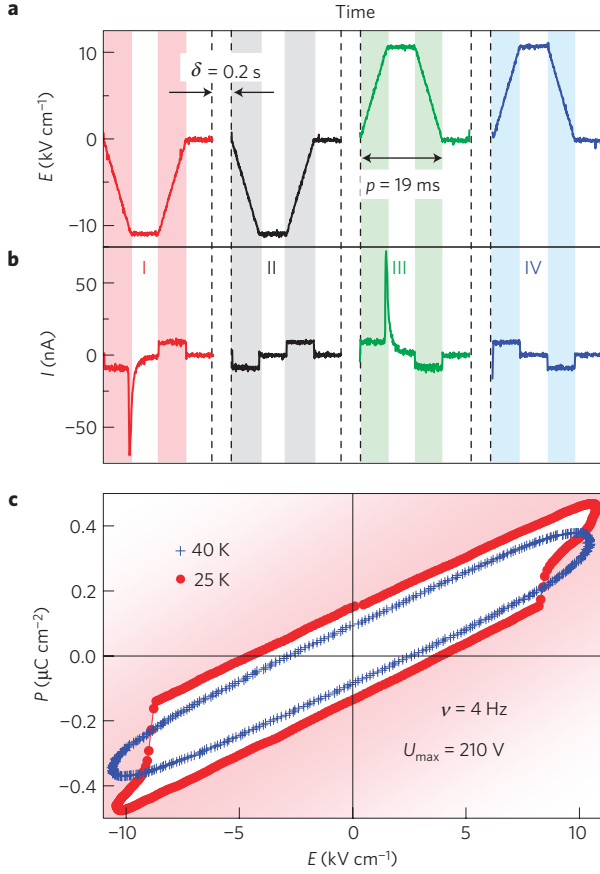 Time
a
10
0
−10
E (kV cm−1)
δ = 0.2 s
p = 19 ms
b
50
0
−50
I (nA)
I
II
III
IV
c
0.4
0.2
0.0
−0.2
−0.4
P (μC cm−2)
40 K
25 K
ν = 4 Hz
Umax = 210 V
−10
−5
0
5
10
E (kV cm−1)